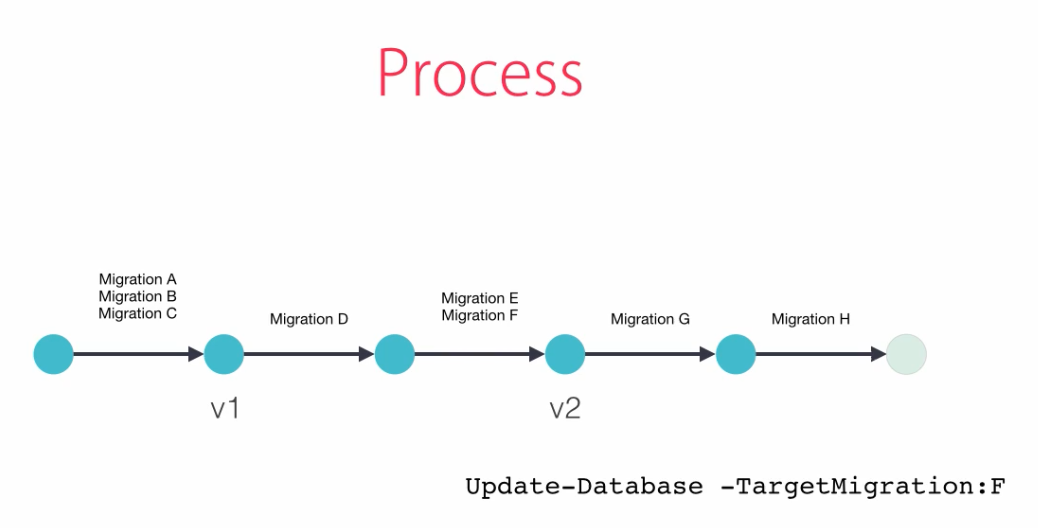 Process
Migration A
Migration B
Migration C
Migration D
Migration E
Migration F
Migration G
Migration H
v1
v2
Update-Database -TargetMigration:F